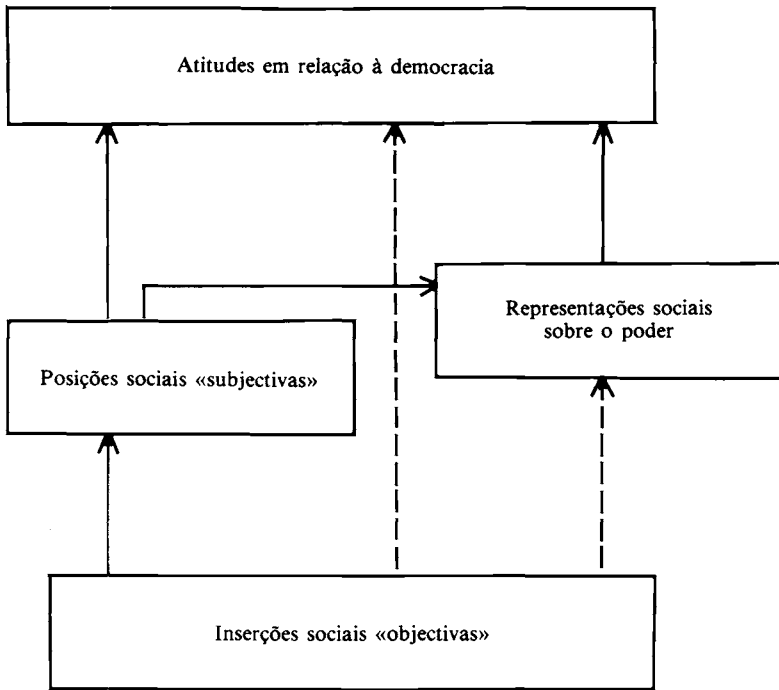 Atitudes em relação à democracia
Representações sociais
sobre o poder
Posições sociais «subjectivas»
Inserções sociais «objectivas»